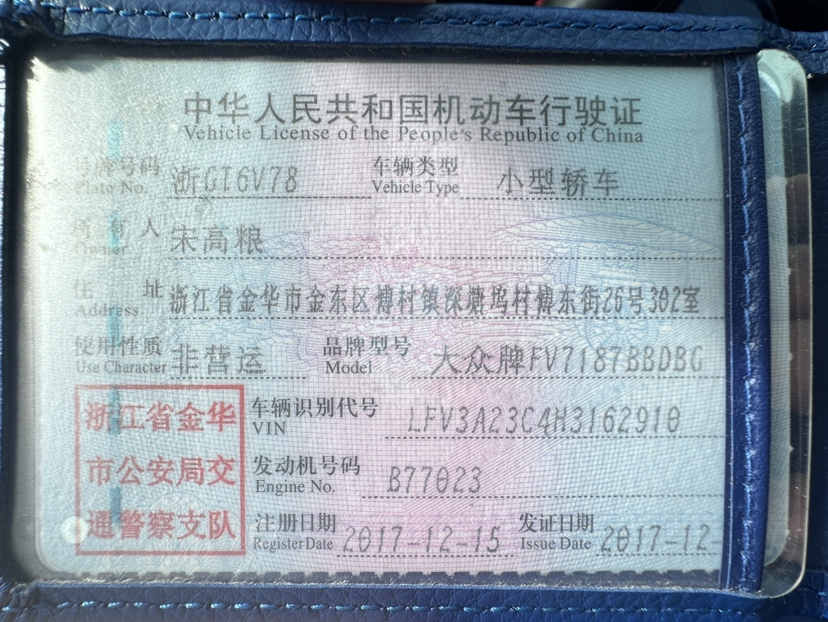 中华人民共和国机动车行驶证
Vehicle License of the People's Republic of China
号牌号码 浙GT6V78 车辆类型 小型轿车
Plate No. Vehicle Type
所有人 宋高粮
Owner
住址 浙江省金华市金东区傅村镇深塘坞村傅东街26号302室
Address
使用性质 非营运 品牌型号 大众牌FV7187BBDBG
Use Character Model
浙江省金华
市公安局交
通警察支队
车辆识别代号 LFV3A23C4H3162910
VIN
发动机号码 B77023
Engine No.
注册日期 2017-12-15 发证日期 2017-12-
Register Date Issue Date